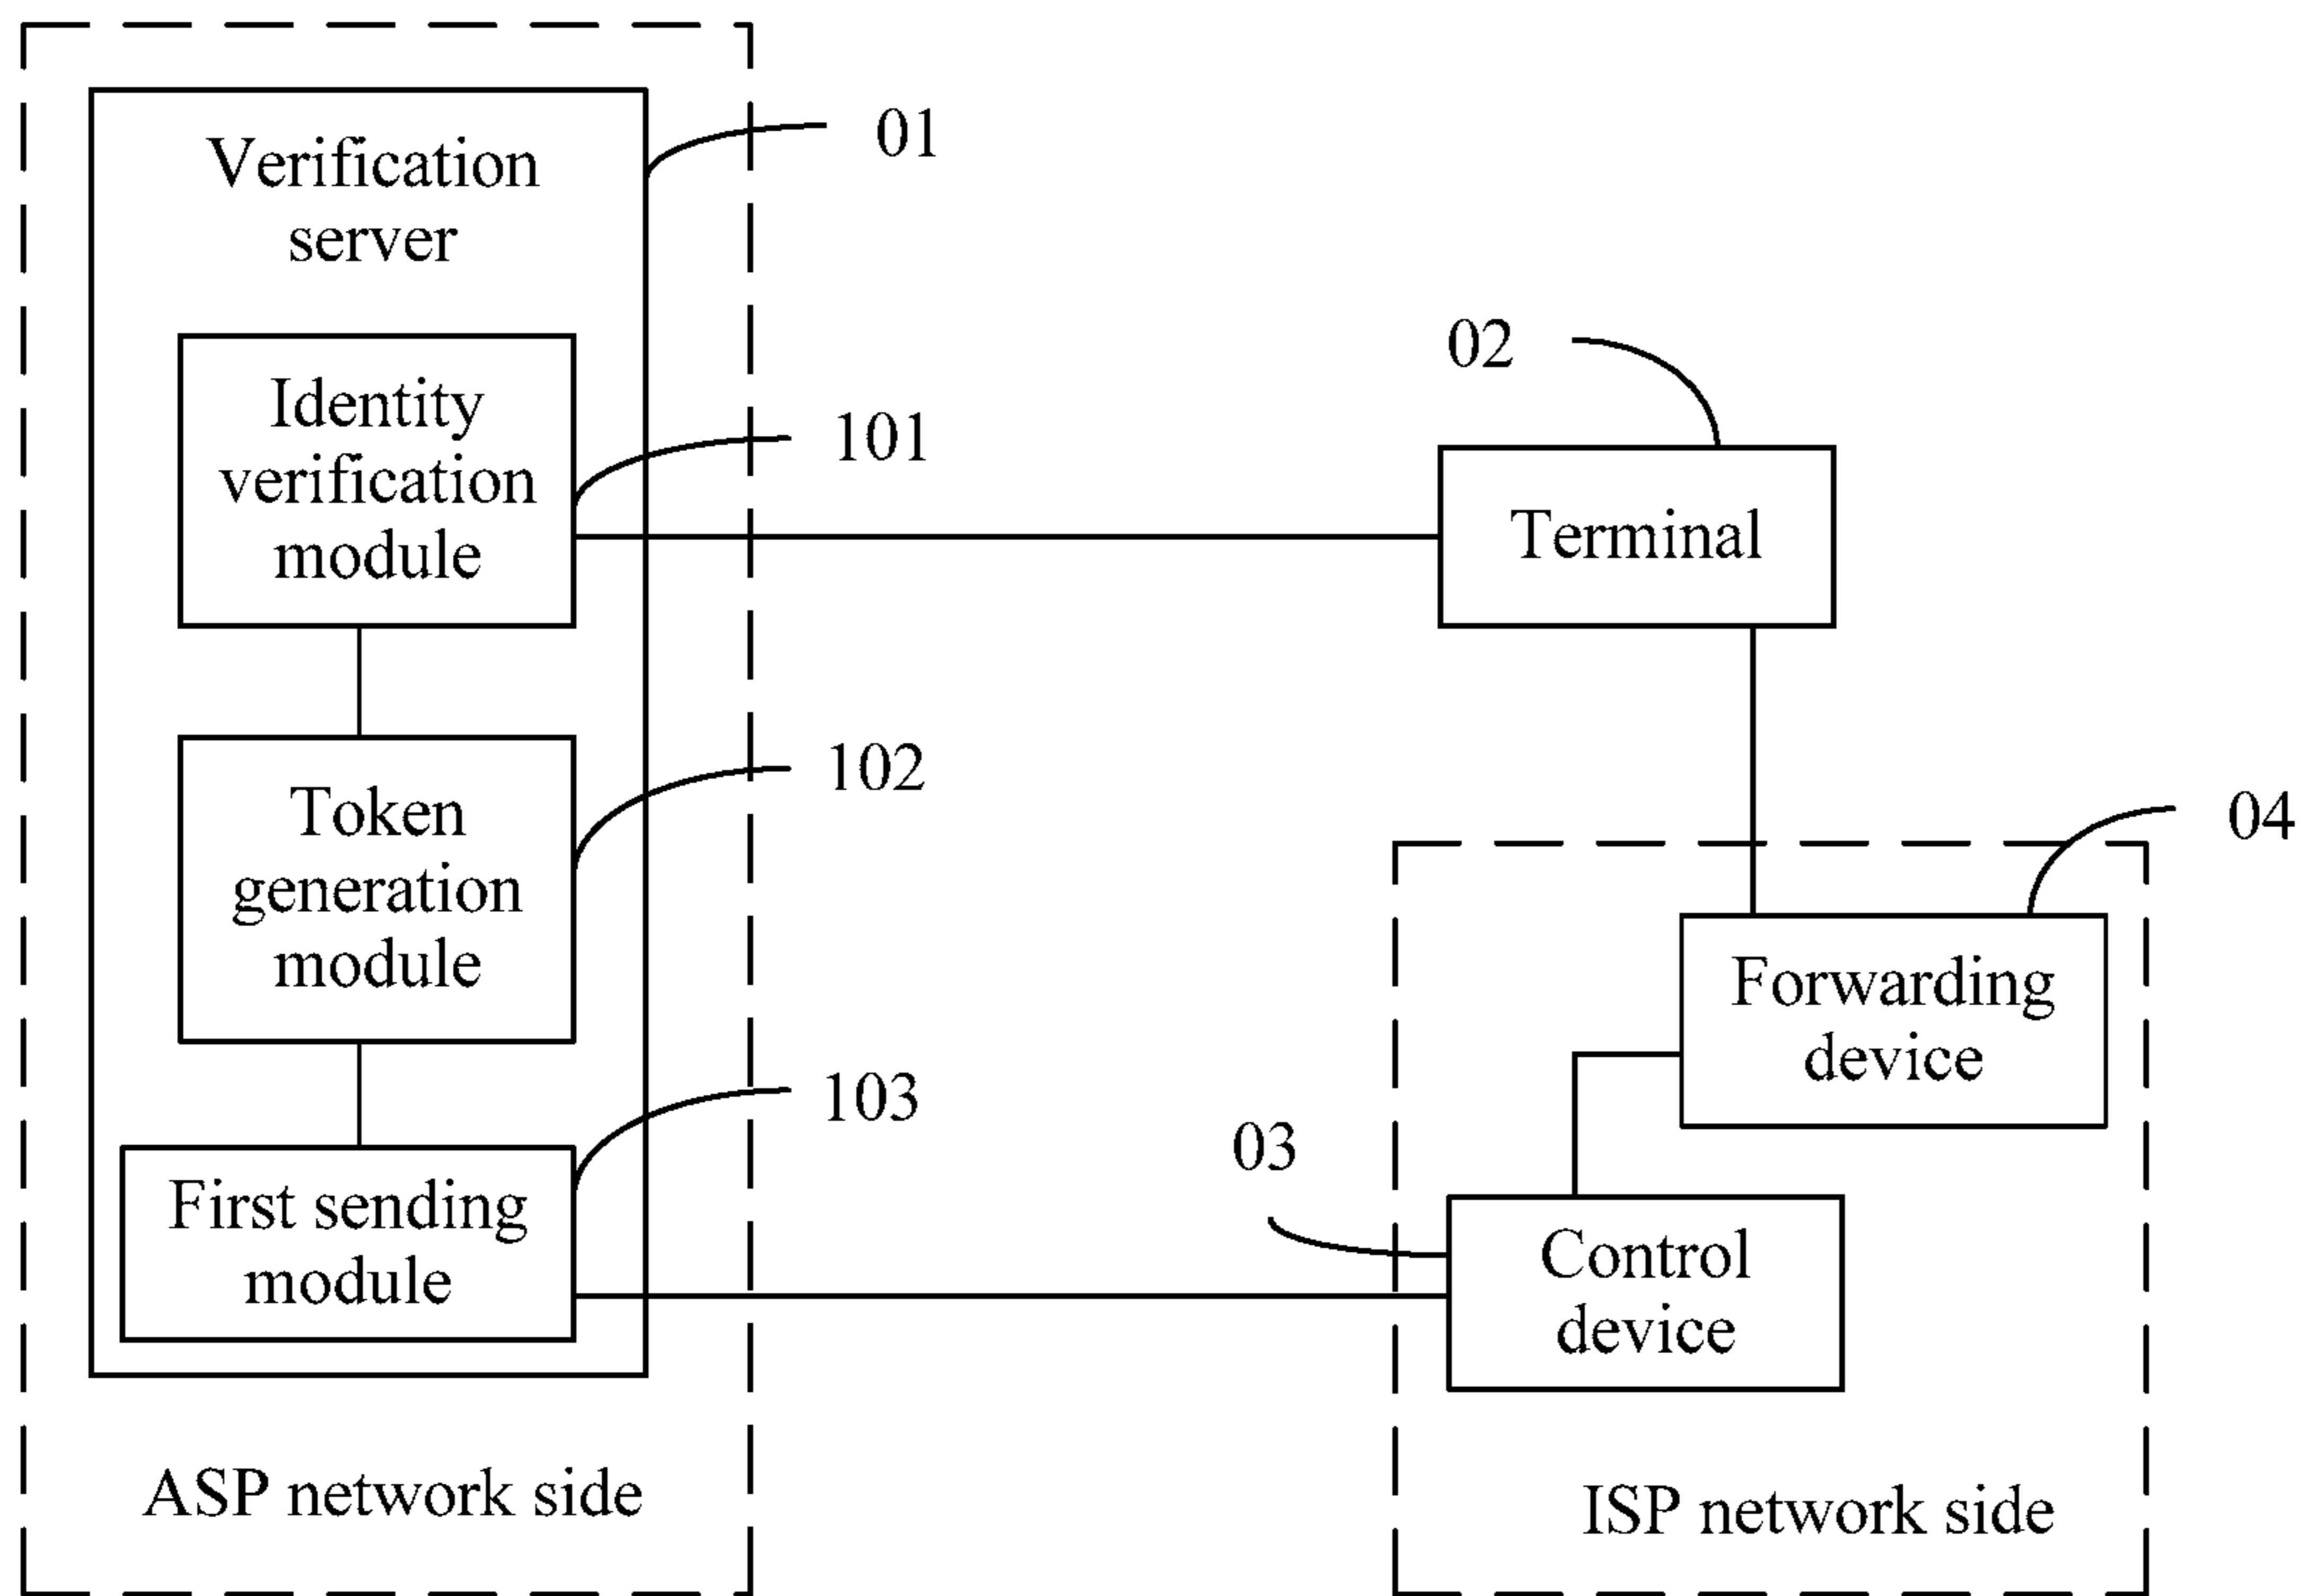 Verification
server
01
Identity
verification
module
101
02
Terminal
Token
generation
module
102
04
Forwarding
device
First sending
module
103
03
Control
device
ASP network side
ISP network side